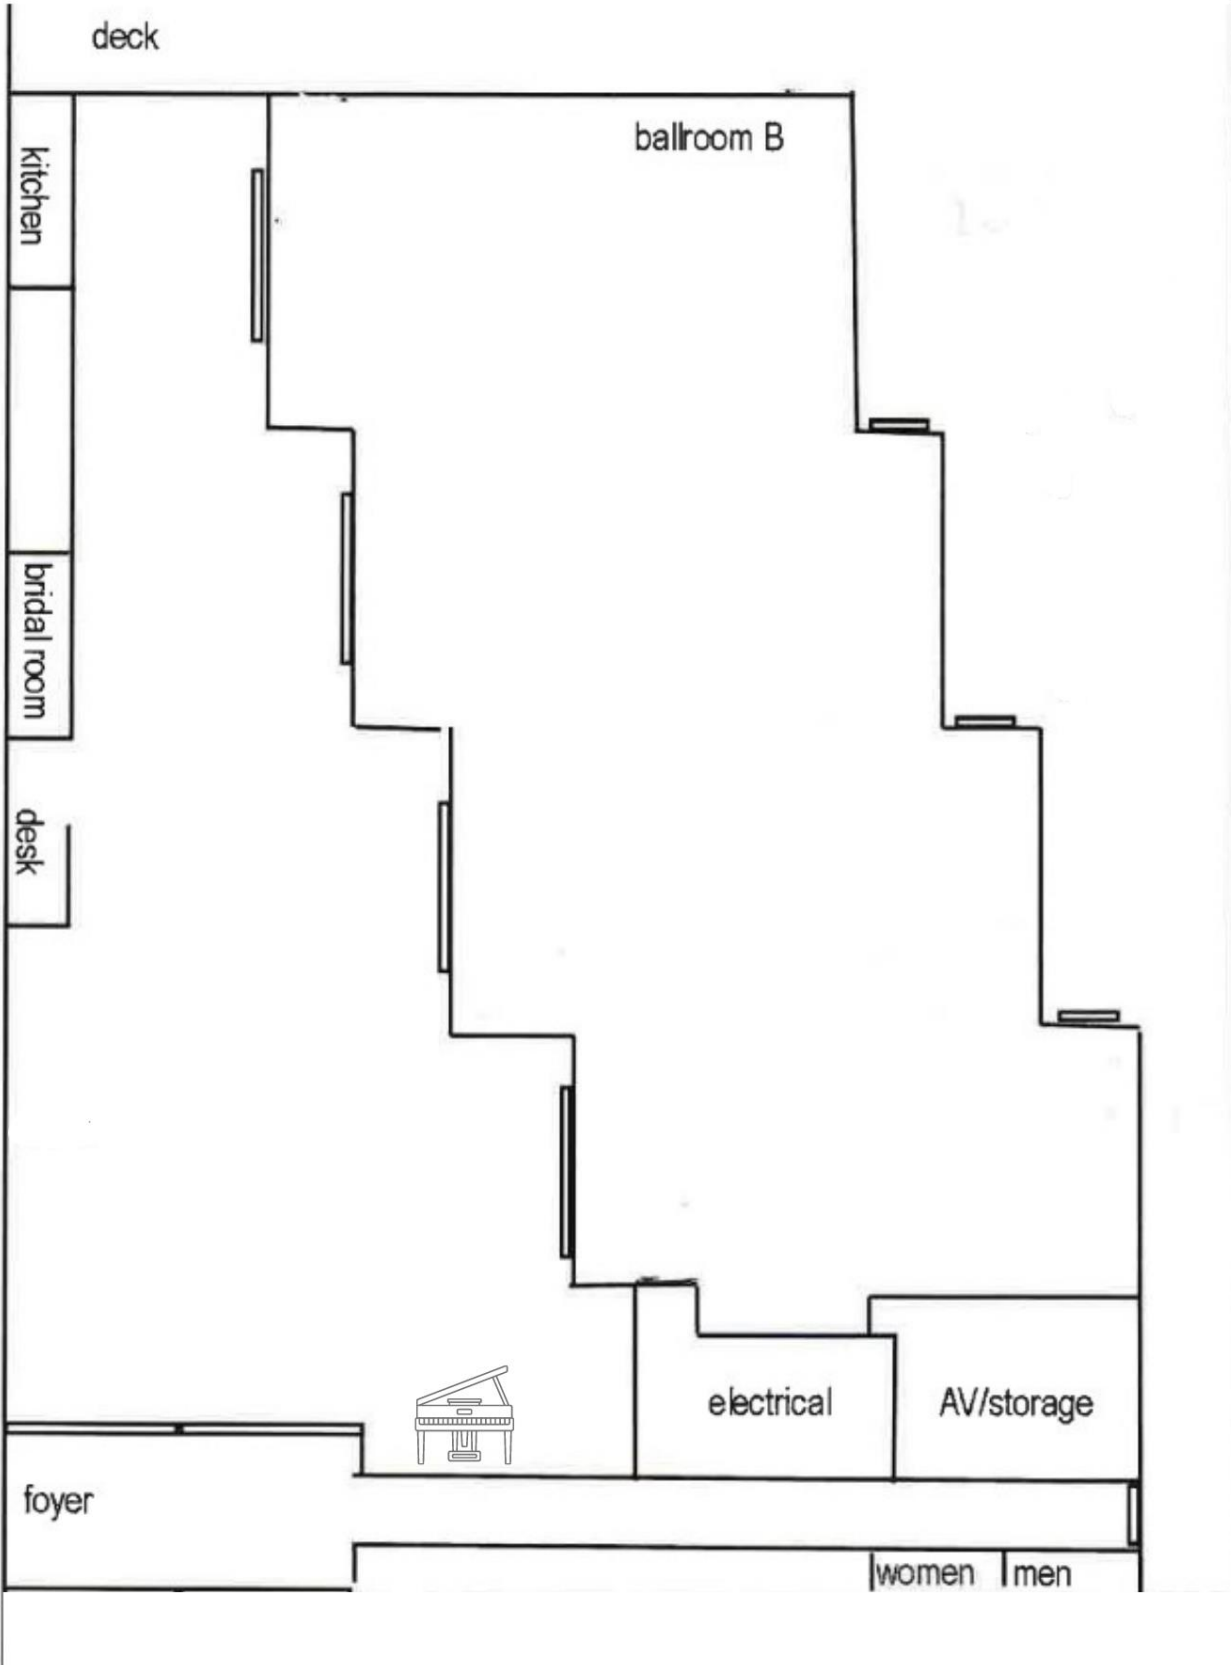 deck
ballroom B
kitchen
bridal room
desk
electrical
AV/storage
foyer
women
men